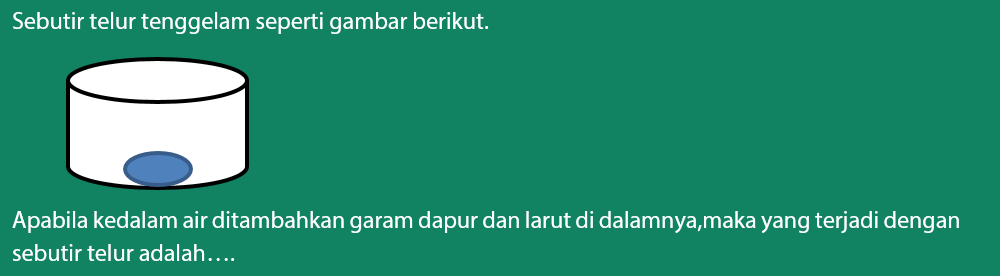 Sebutir telur tenggelam seperti gambar berikut.
Apabila kedalam air ditambahkan garam dapur dan larut di dalamnya,maka yang terjadi dengan
sebutir telur adalah….